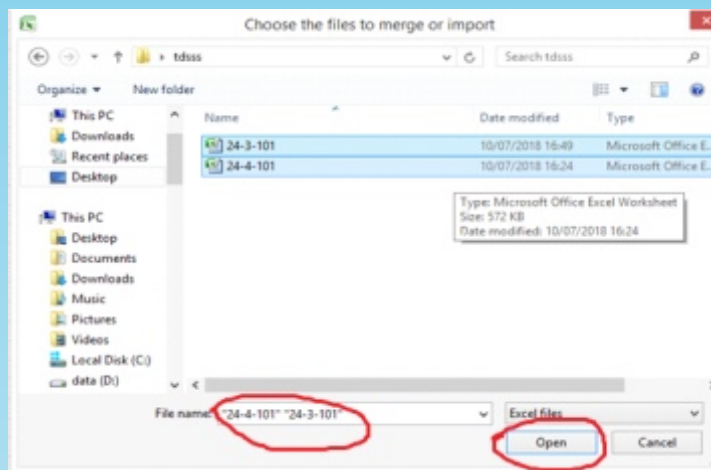 Choose the files to merge or import
tdsss
Search tdsss
Organize
New folder
This PC
Downloads
Recent places
Desktop
This PC
Desktop
Documents
Downloads
Music
Pictures
Videos
Local Disk (C:)
data (D:)
Name
Date modified
Type
24-3-101
10/07/2018 16:49
Microsoft Office E...
24-4-101
10/07/2018 16:24
Microsoft Office E...
Type: Microsoft Office Excel Worksheet
Size: 572 KB
Date modified: 10/07/2018 16:24
File name: "24-4-101" "24-3-101"
Excel files
Open
Cancel